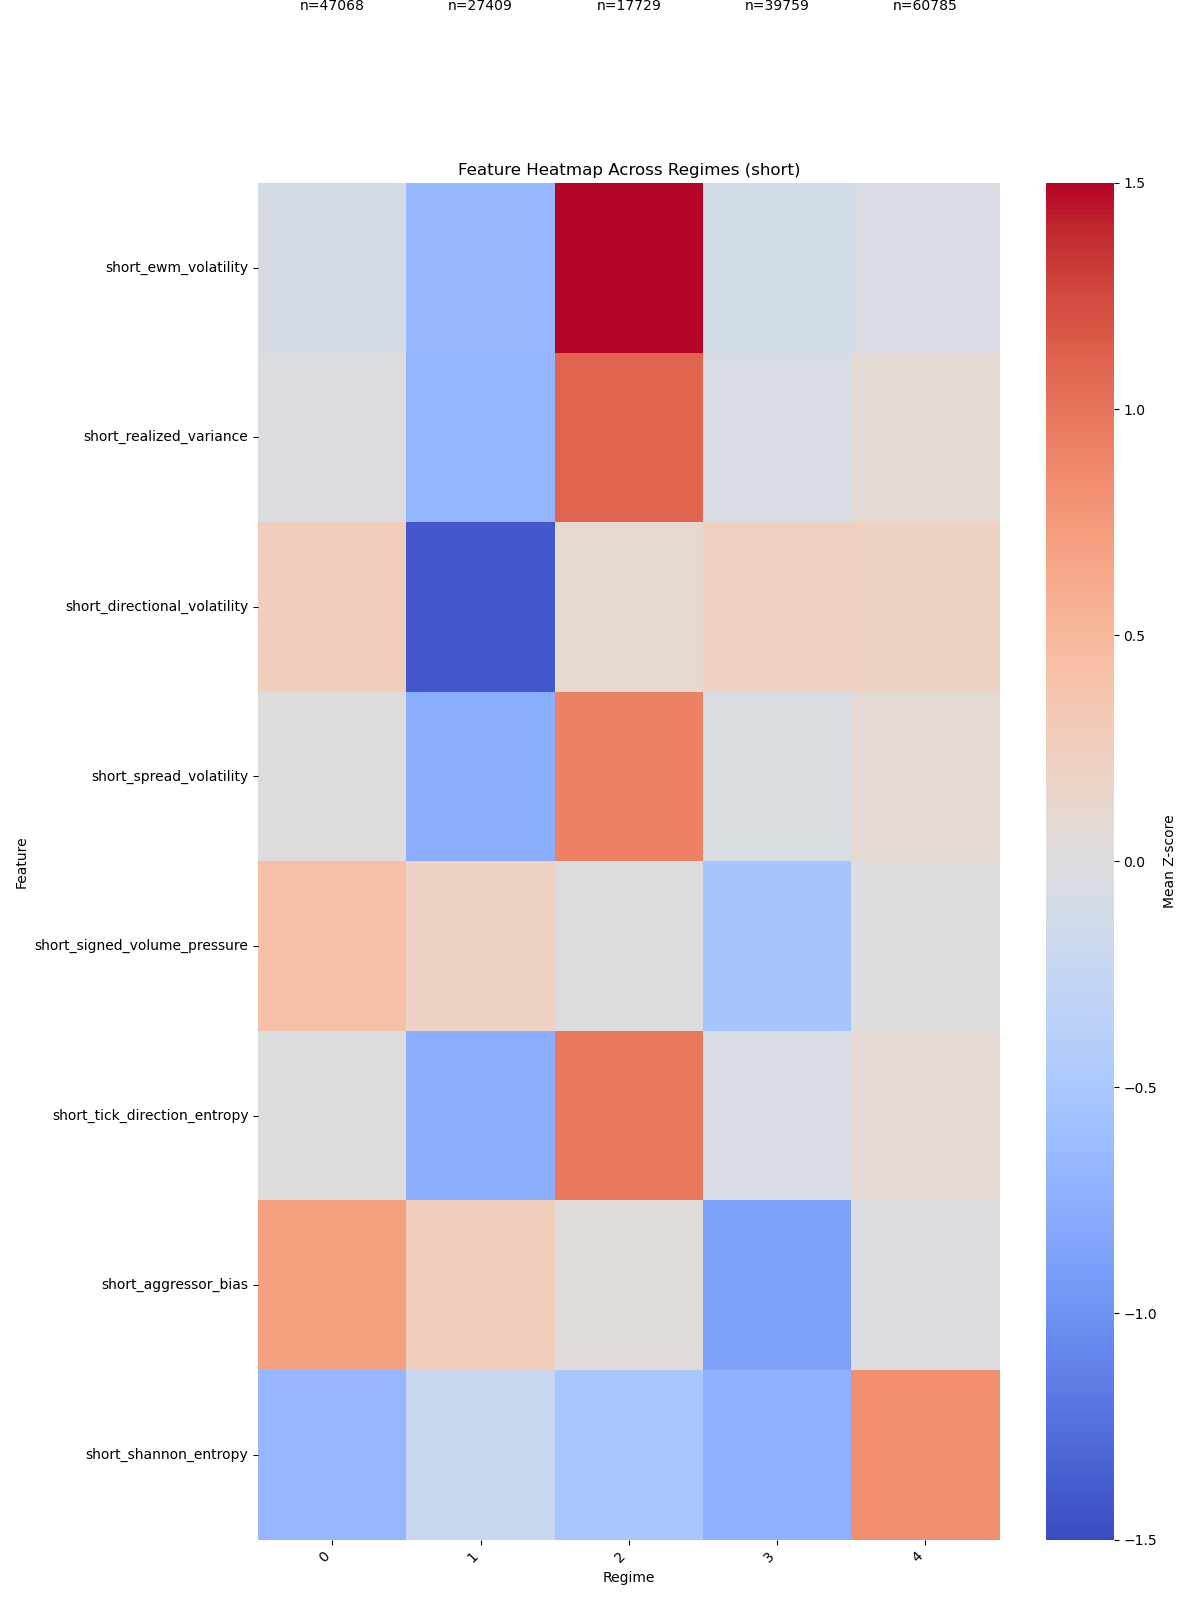 n=47068 n=27409 n=17729 n=39759 n=60785
Feature Heatmap Across Regimes (short)
short_ewm_volatility
short_realized_variance
short_directional_volatility
short_spread_volatility
short_signed_volume_pressure
short_tick_direction_entropy
short_aggressor_bias
short_shannon_entropy
Feature
0 1 2 3 4
Regime
1.5
1.0
0.5
0.0
−0.5
−1.0
−1.5
Mean Z-score